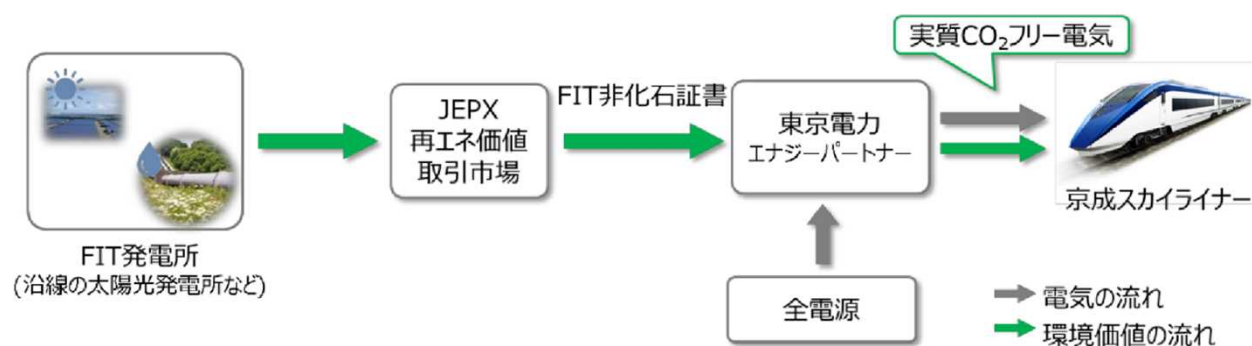 実質CO₂フリー電気
FIT発電所
(沿線の太陽光発電所など)
JEPX
再エネ価値
取引市場
FIT非化石証書
東京電力
エナジーパートナー
京成スカイライナー
全電源
電気の流れ
環境価値の流れ